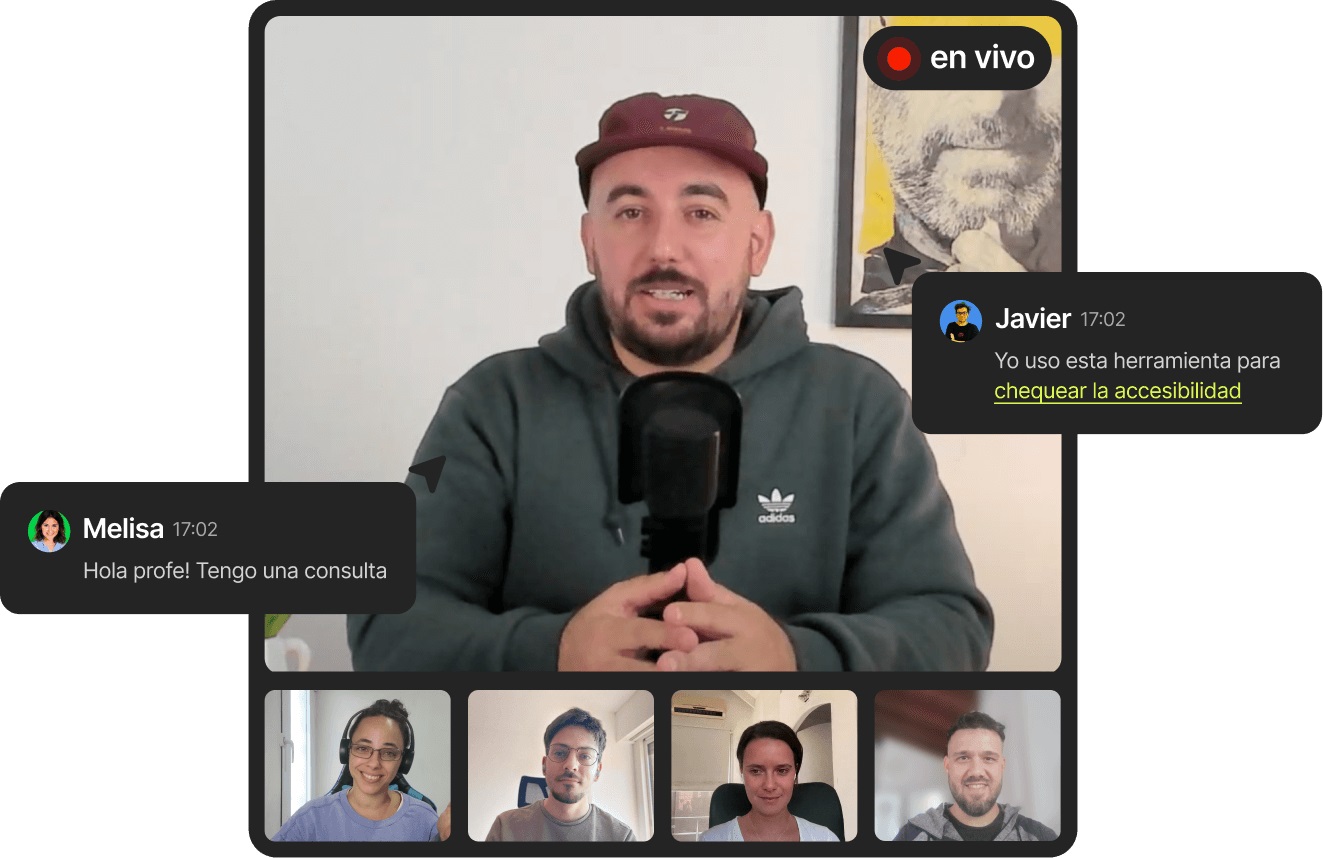 en vivo
Javier 17:02
Yo uso esta herramienta para
chequear la accesibilidad
adidas
Melisa 17:02
Hola profe! Tengo una consulta